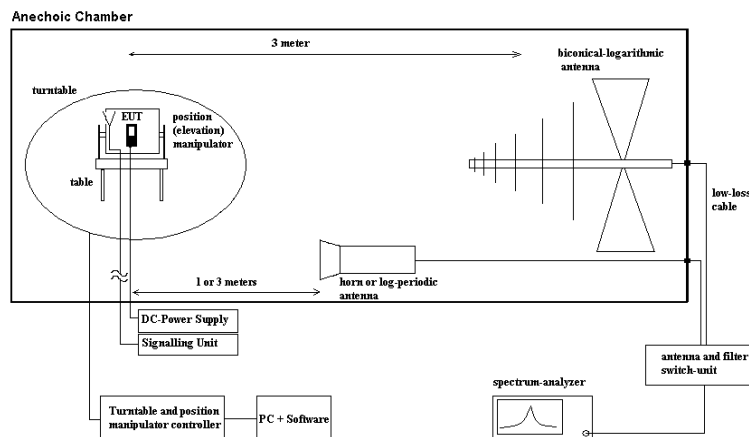 Anechoic Chamber
3 meter
biconical-logarithmic
antenna
turntable
EUT
position
(elevation)
manipulator
table
low-loss
cable
1 or 3 meters
horn or log-periodic
antenna
DC-Power Supply
Signalling Unit
antenna and filter
switch-unit
spectrum-analyzer
Turntable and position
manipulator controller
PC + Software